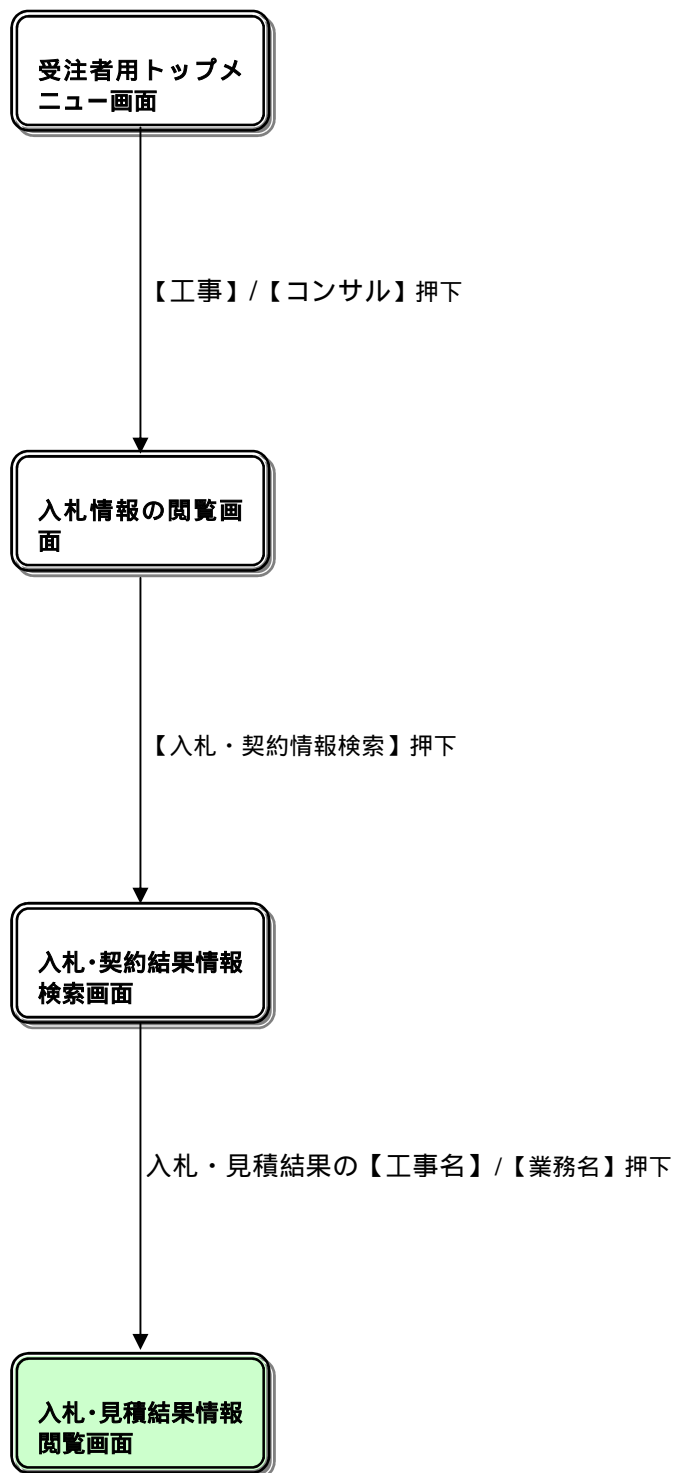 受注者用トップメ
ニュー画面
【工事】/【コンサル】押下
入札情報の閲覧画
面
【入札・契約情報検索】押下
入札･契約結果情報
検索画面
入札・見積結果の【工事名】/【業務名】押下
入札･見積結果情報
閲覧画面